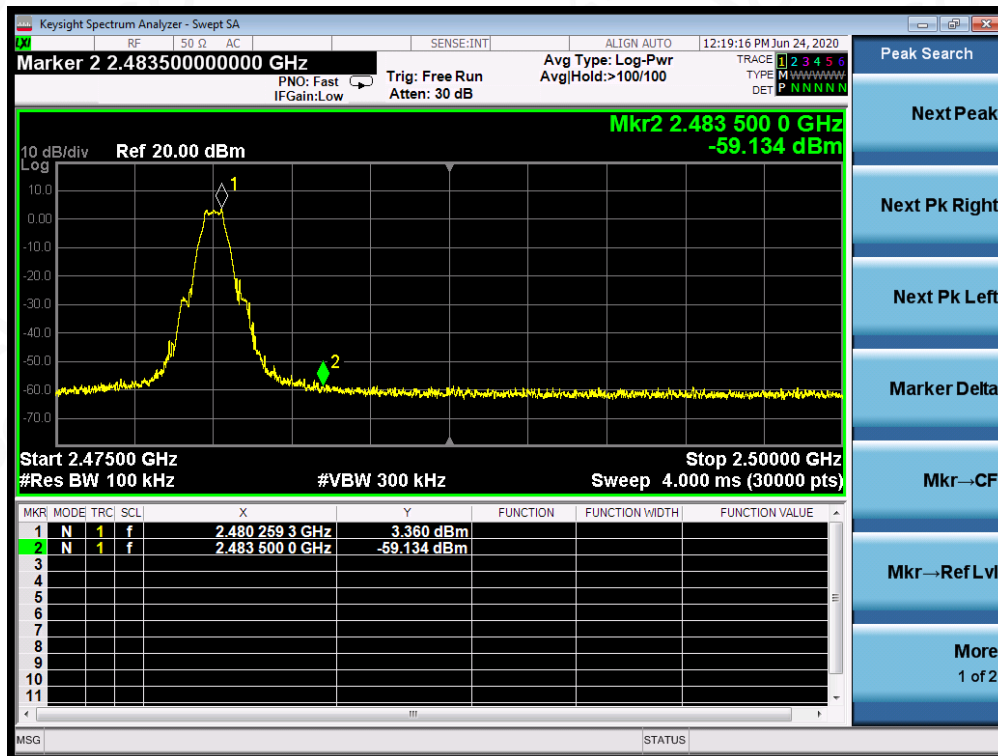 Keysight Spectrum Analyzer - Swept SA
LXI RF 50 Ω AC SENSE:INT ALIGN AUTO 12:19:16 PM Jun 24, 2020
Marker 2 2.483500000000 GHz
PNO: Fast
IFGain:Low
Trig: Free Run
Atten: 30 dB
Avg Type: Log-Pwr
Avg|Hold:>100/100
TRACE 1 2 3 4 5 6
TYPE M WWWWW
DET P N N N N N
Mkr2 2.483 500 0 GHz
-59.134 dBm
10 dB/div Ref 20.00 dBm
Log
10.0
0.00
-10.0
-20.0
-30.0
-40.0
-50.0
-60.0
-70.0
1
2
Start 2.47500 GHz Stop 2.50000 GHz
#Res BW 100 kHz #VBW 300 kHz Sweep 4.000 ms (30000 pts)
MKR MODE TRC SCL X Y FUNCTION FUNCTION WIDTH FUNCTION VALUE
1 N 1 f 2.480 259 3 GHz 3.360 dBm
2 N 1 f 2.483 500 0 GHz -59.134 dBm
3
4
5
6
7
8
9
10
11
MSG STATUS
Peak Search
Next Peak
Next Pk Right
Next Pk Left
Marker Delta
Mkr→CF
Mkr→Ref Lvl
More
1 of 2